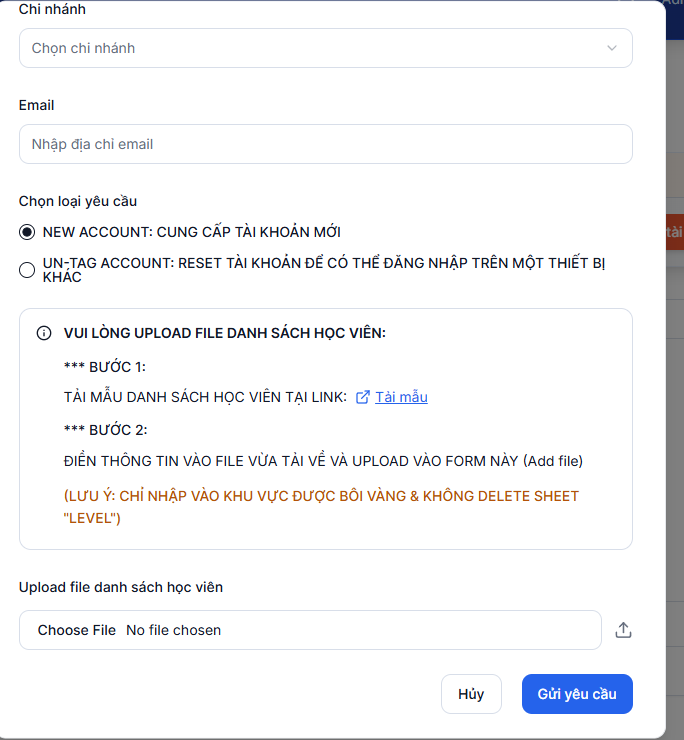 Chi nhánh
Chọn chi nhánh
Email
Nhập địa chỉ email
Chọn loại yêu cầu
NEW ACCOUNT: CUNG CẤP TÀI KHOẢN MỚI
UN-TAG ACCOUNT: RESET TÀI KHOẢN ĐỂ CÓ THỂ ĐĂNG NHẬP TRÊN MỘT THIẾT BỊ
KHÁC
VUI LÒNG UPLOAD FILE DANH SÁCH HỌC VIÊN:
*** BƯỚC 1:
TẢI MẪU DANH SÁCH HỌC VIÊN TẠI LINK: Tải mẫu
*** BƯỚC 2:
ĐIỀN THÔNG TIN VÀO FILE VỪA TẢI VỀ VÀ UPLOAD VÀO FORM NÀY (Add file)
(LƯU Ý: CHỈ NHẬP VÀO KHU VỰC ĐƯỢC BÔI VÀNG & KHÔNG DELETE SHEET
"LEVEL")
Upload file danh sách học viên
Choose File No file chosen
Hủy
Gửi yêu cầu
tài